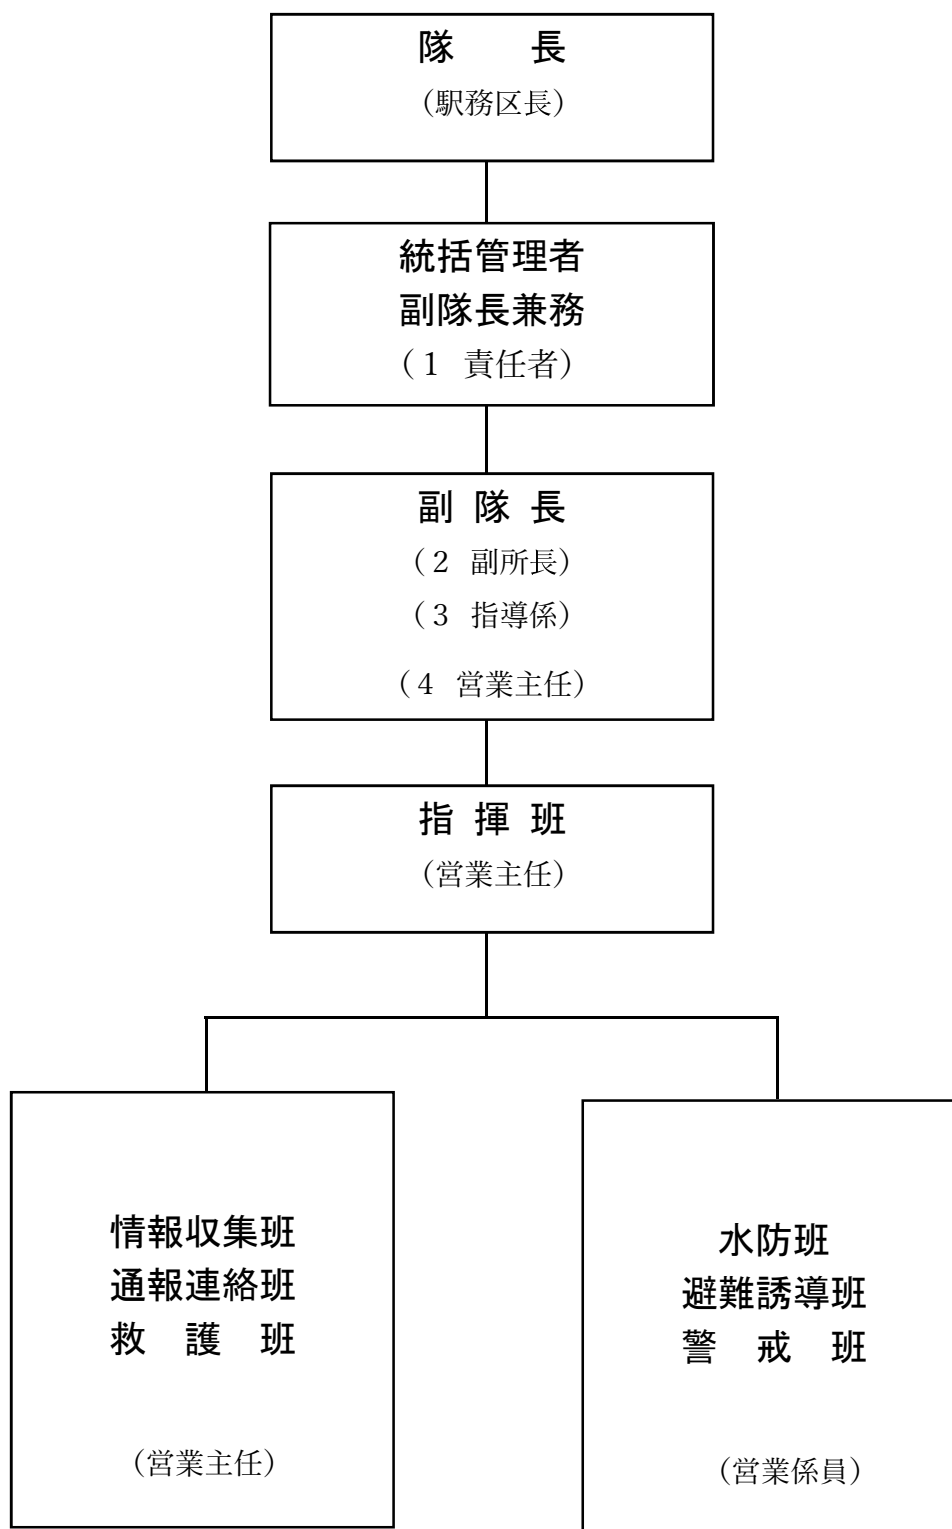 隊　　長
（駅務区長）
統括管理者
副隊長兼務
（１ 責任者）
副 隊 長
（２ 副所長）
（３ 指導係）
（４ 営業主任）
指 揮 班
（営業主任）
情報収集班
通報連絡班
救　護　班
（営業主任）
水防班
避難誘導班
警　戒　班
（営業係員）